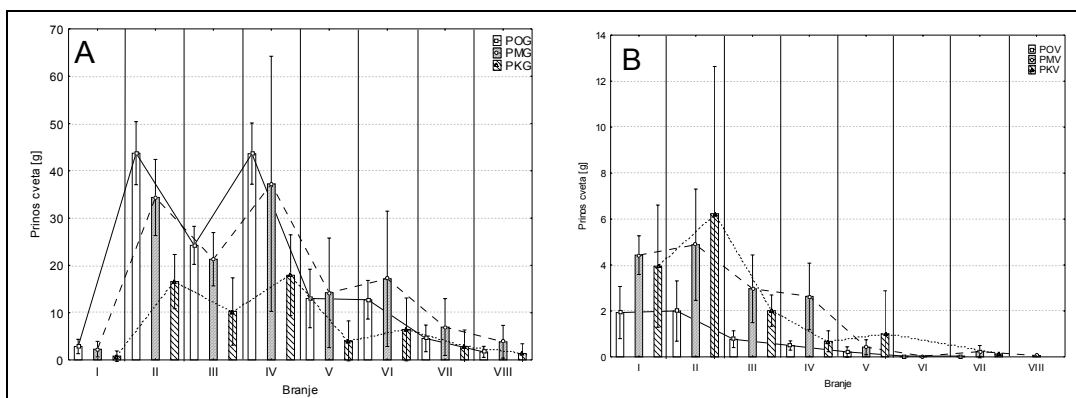 A
POG
PMG
PKG
70
60
50
40
30
20
10
0
Prinos cveta [g]
I II III IV V VI VII VIII
Branje
B
POV
PMV
PKV
14
12
10
8
6
4
2
0
Prinos cveta [g]
I II III IV V VI VII VIII
Branje